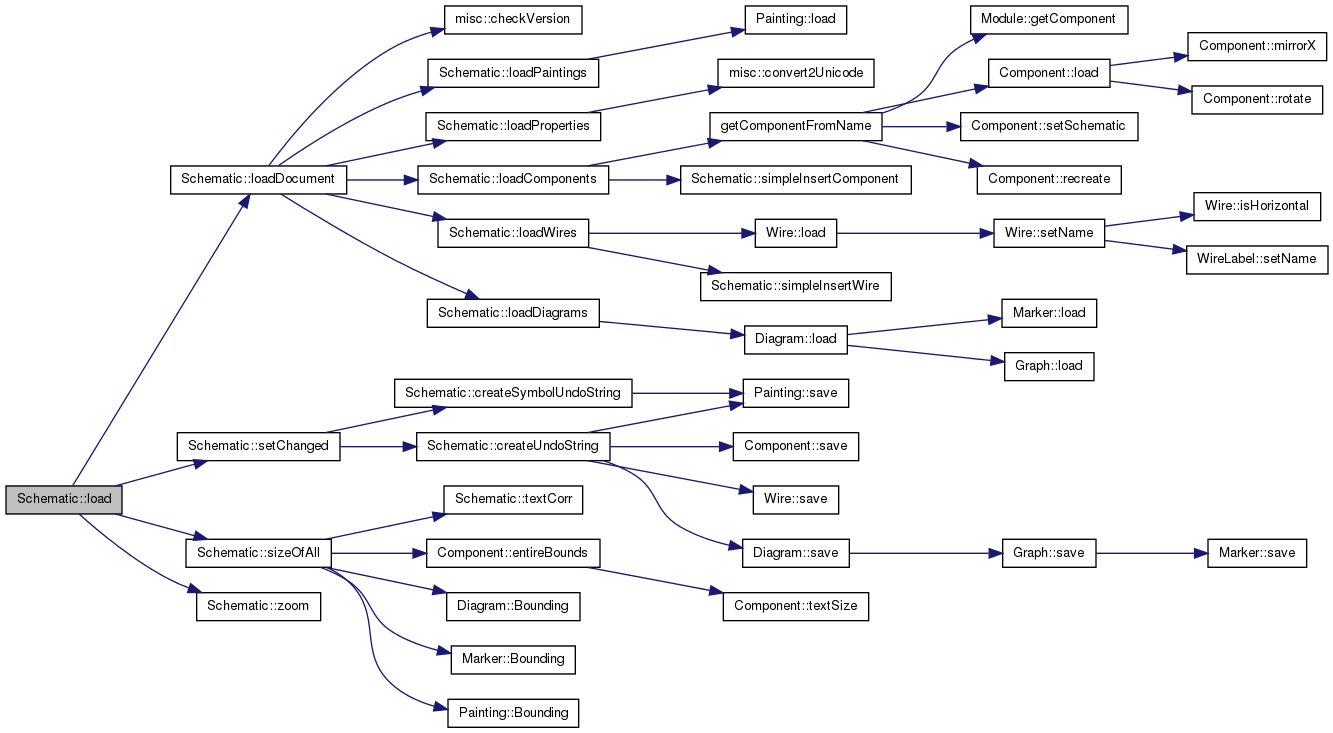 misc::checkVersion
Painting::load
Module::getComponent
Component::mirrorX
Schematic::loadPaintings
misc::convert2Unicode
Component::load
Component::rotate
Schematic::loadProperties
getComponentFromName
Component::setSchematic
Schematic::loadDocument
Schematic::loadComponents
Schematic::simpleInsertComponent
Component::recreate
Wire::isHorizontal
Schematic::loadWires
Wire::load
Wire::setName
WireLabel::setName
Schematic::simpleInsertWire
Schematic::loadDiagrams
Marker::load
Diagram::load
Graph::load
Schematic::createSymbolUndoString
Painting::save
Schematic::setChanged
Schematic::createUndoString
Component::save
Schematic::load
Schematic::textCorr
Wire::save
Schematic::sizeOfAll
Component::entireBounds
Diagram::save
Graph::save
Marker::save
Schematic::zoom
Diagram::Bounding
Component::textSize
Marker::Bounding
Painting::Bounding